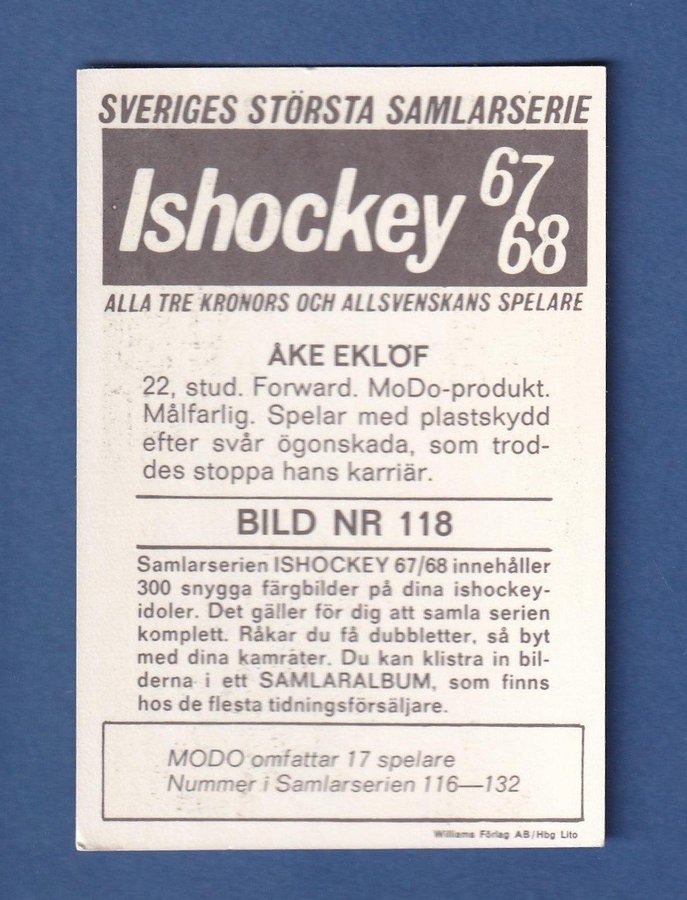 SVERIGES STÖRSTA SAMLARSERIE
Ishockey 67
68
ALLA TRE KRONORS OCH ALLSVENSKANS SPELARE
ÅKE EKLÖF
22, stud. Forward. MoDo-produkt.
Målfarlig. Spelar med plastskydd
efter svår ögonskada, som trod-
des stoppa hans karriär.
BILD NR 118
Samlarserien ISHOCKEY 67/68 innehåller
300 snygga färgbilder på dina ishockey-
idoler. Det gäller för dig att samla serien
komplett. Råkar du få dubbletter, så byt
med dina kamrater. Du kan klistra in bil-
derna i ett SAMLARALBUM, som finns
hos de flesta tidningsförsäljare.
MODO omfattar 17 spelare
Nummer i Samlarserien 116—132
Williams Förlag AB/Hbg Lito